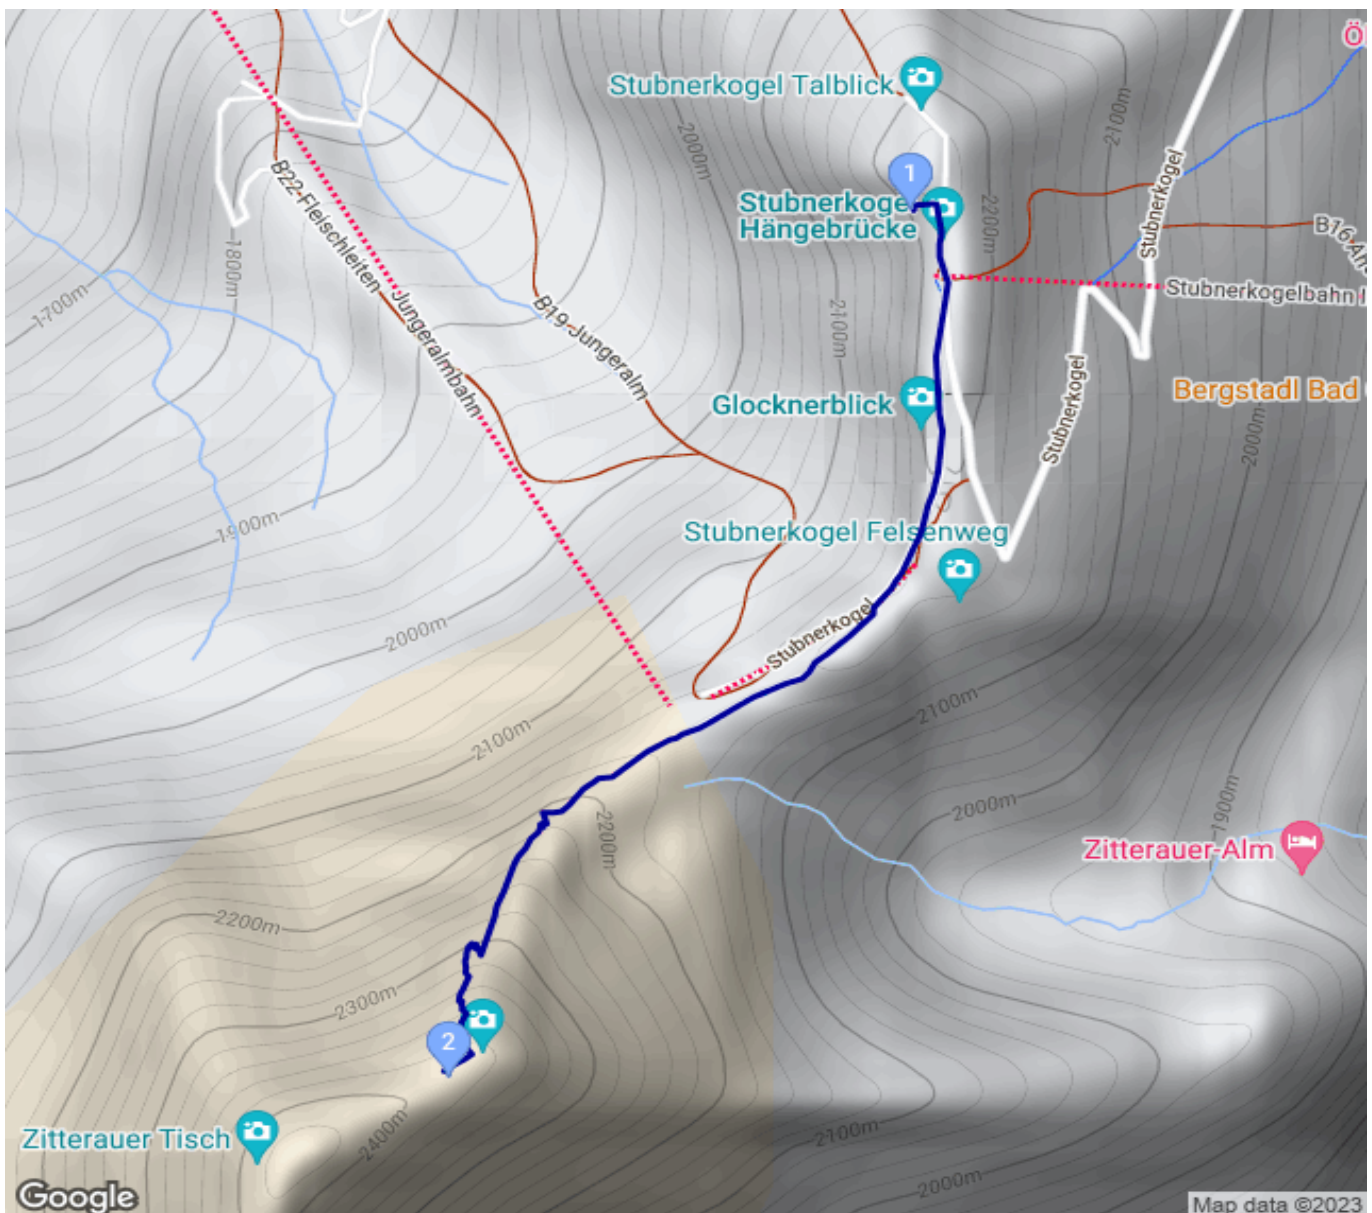 Ö
Stubnerkogel Talblick
2100m
2000m
1
B22-Fleischleiten
Stubnerkogel
Stubnerkogel
Hängebrücke
2200m
B16
1800m
Stubnerkogelbahn
1700m
Jungeralmbahn
B19-Jungeralm
2100m
Stubnerkogel
Bergstadl Bad
Glocknerblick
2000m
1900m
Stubnerkogel Felsenweg
2000m
Stubnerkogel
2100m
2100m
2000m
1900m
2200m
Zitterauer-Alm
2200m
2300m
2
Zitterauer Tisch
2400m
2100m
2000m
Google
Map data ©2023